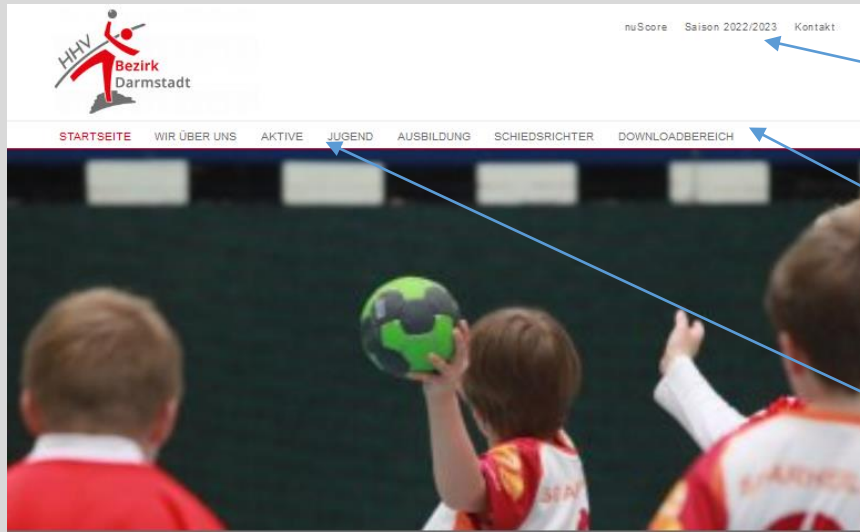 HHV
Bezirk
Darmstadt
nuScore Saison 2022/2023 Kontakt
STARTSEITE WIR ÜBER UNS AKTIVE JUGEND AUSBILDUNG SCHIEDSRICHTER DOWNLOADBEREICH